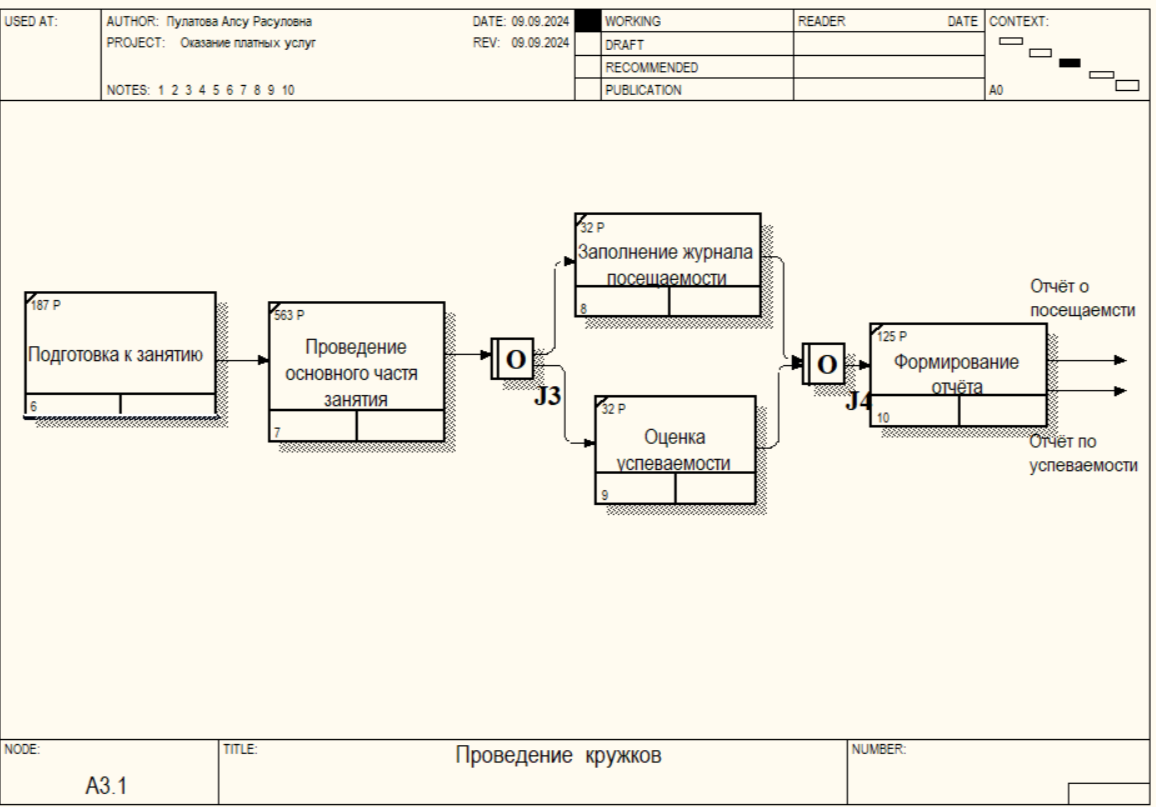 USED AT:
AUTHOR: Пулатова Алсу Расуловна
DATE: 09.09.2024
PROJECT: Оказание платных услуг
REV: 09.09.2024
NOTES: 1 2 3 4 5 6 7 8 9 10
WORKING
DRAFT
RECOMMENDED
PUBLICATION
READER
DATE
CONTEXT:
A0
187 Р
Подготовка к занятию
6
563 Р
Проведение
основного частя
занятия
7
O
J3
32 Р
Заполнение журнала
посещаемости
8
32 Р
Оценка
успеваемости
9
O
J4
125 Р
Формирование
отчёта
10
Отчёт о
посещаемсти
Отчёт по
успеваемости
NODE:
A3.1
TITLE:
Проведение кружков
NUMBER: